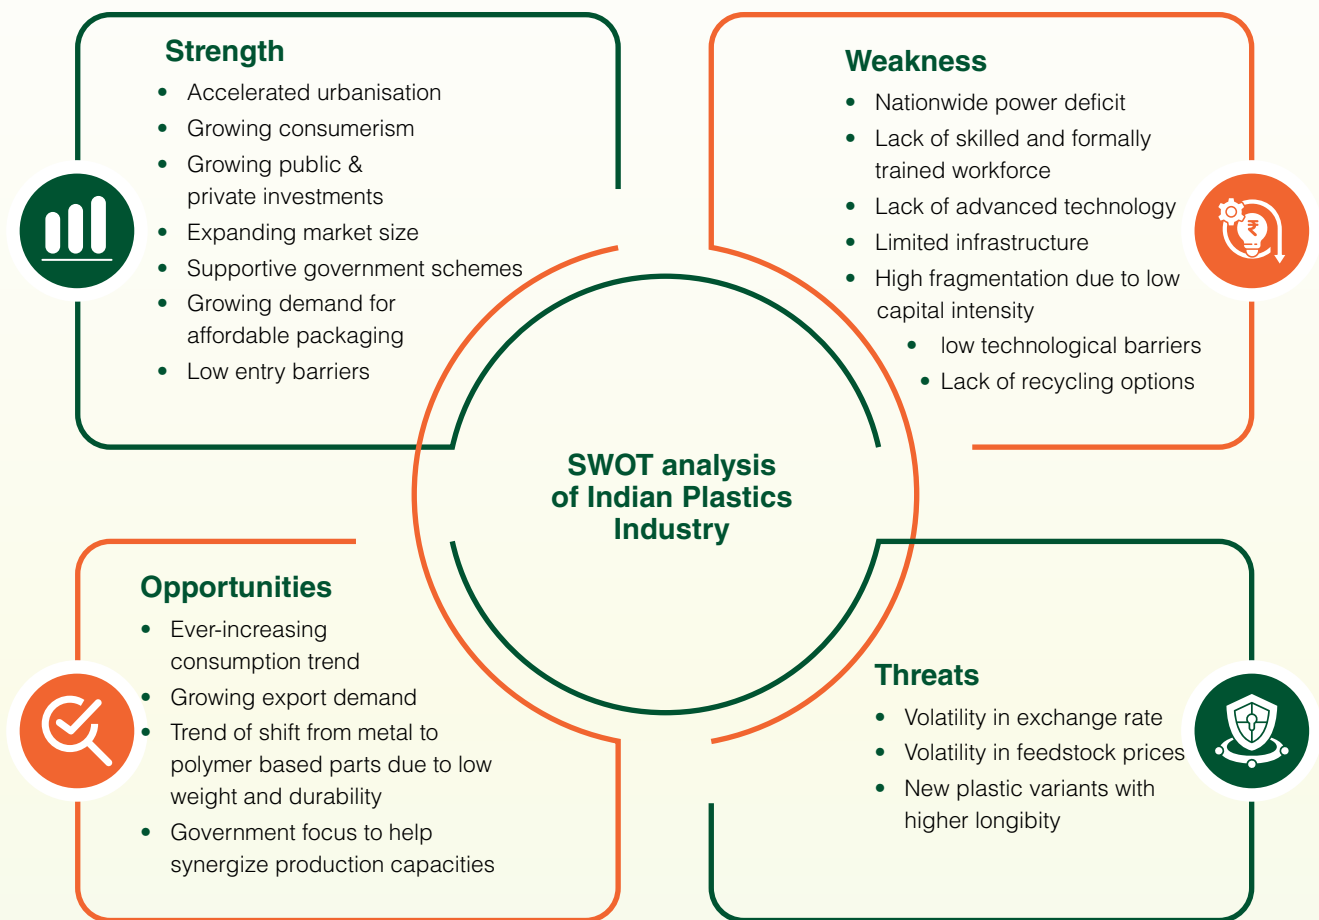 Strength
• Accelerated urbanisation
• Growing consumerism
• Growing public &
private investments
• Expanding market size
• Supportive government schemes
• Growing demand for
affordable packaging
• Low entry barriers
Weakness
• Nationwide power deficit
• Lack of skilled and formally
trained workforce
• Lack of advanced technology
• Limited infrastructure
• High fragmentation due to low
capital intensity
• low technological barriers
• Lack of recycling options
₹
SWOT analysis
of Indian Plastics
Industry
Opportunities
• Ever-increasing
consumption trend
• Growing export demand
• Trend of shift from metal to
polymer based parts due to low
weight and durability
• Government focus to help
synergize production capacities
Threats
• Volatility in exchange rate
• Volatility in feedstock prices
• New plastic variants with
higher longibity